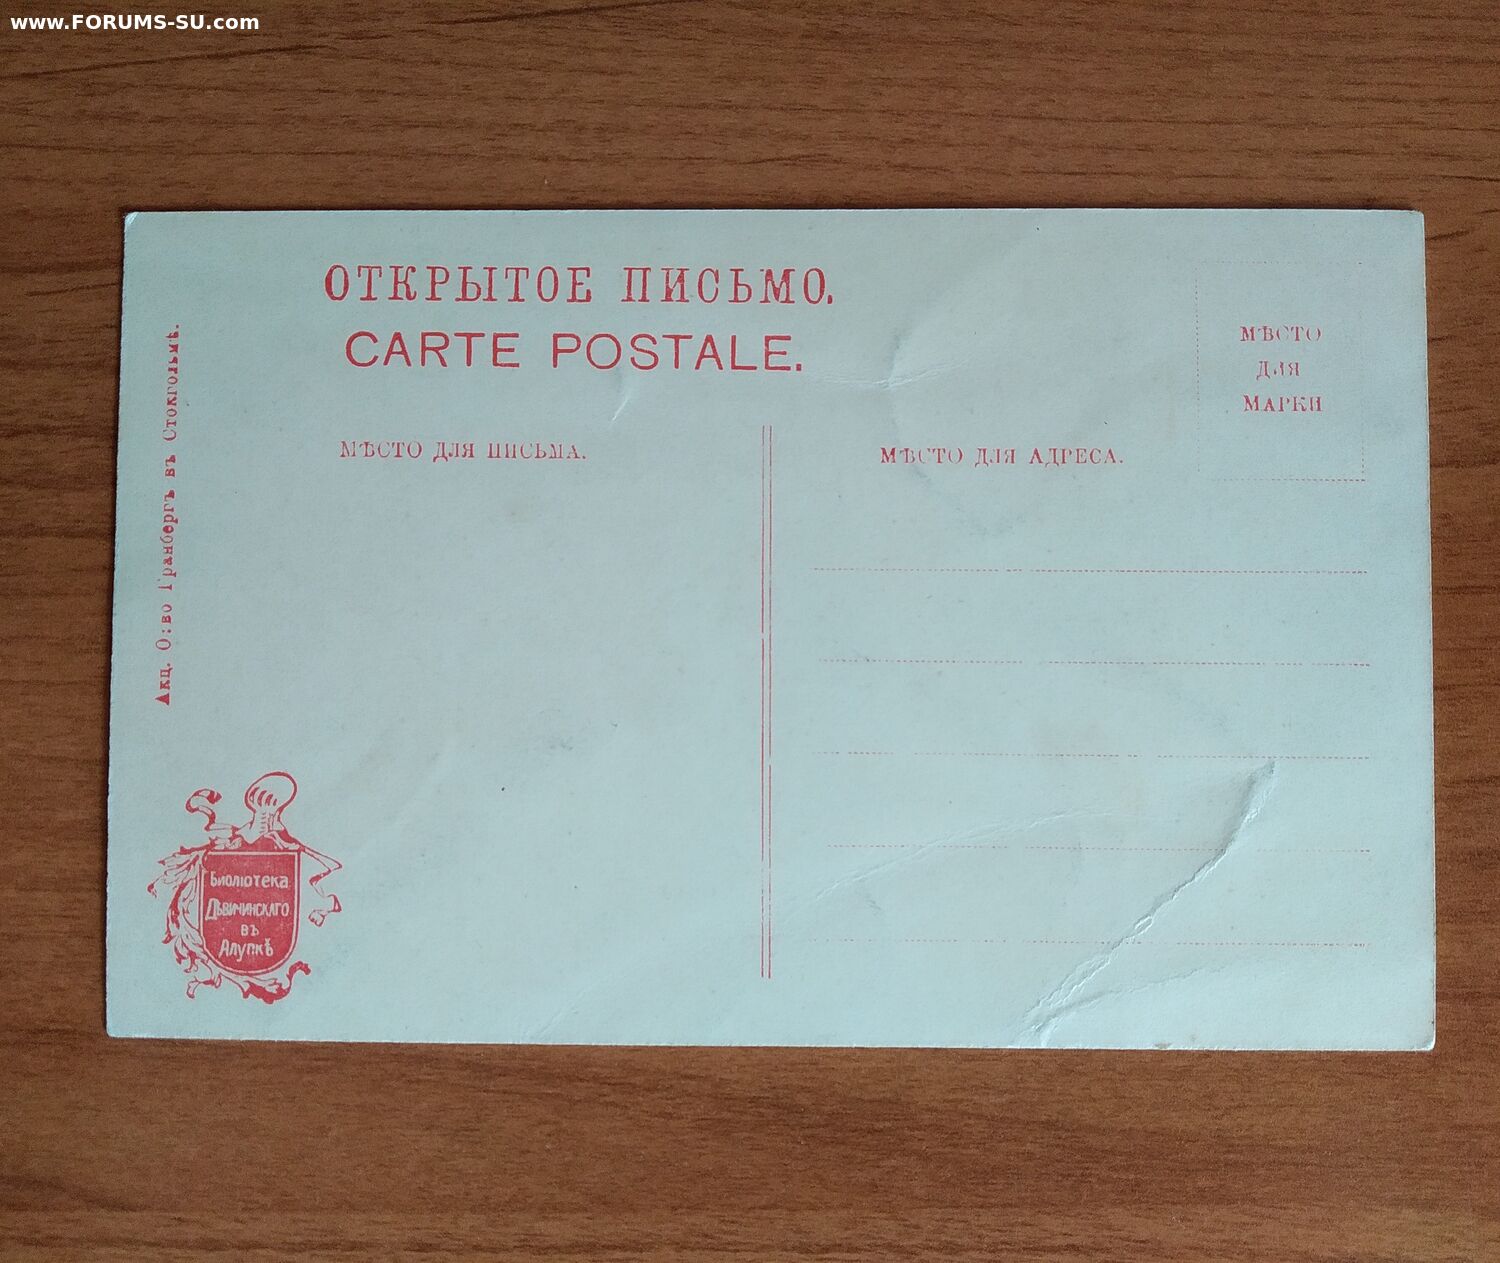 www.FORUMS-SU.com
ОТКРЫТОЕ ПИСЬМО.
CARTE POSTALE.
МѢСТО
ДЛЯ
МАРКИ
МѢСТО ДЛЯ ПИСЬМА.
МѢСТО ДЛЯ АДРЕСА.
Акц. О:во Гранбергъ въ Стокгольмѣ.
Библіотека
Дѣвичинскаго
въ
Алупкѣ